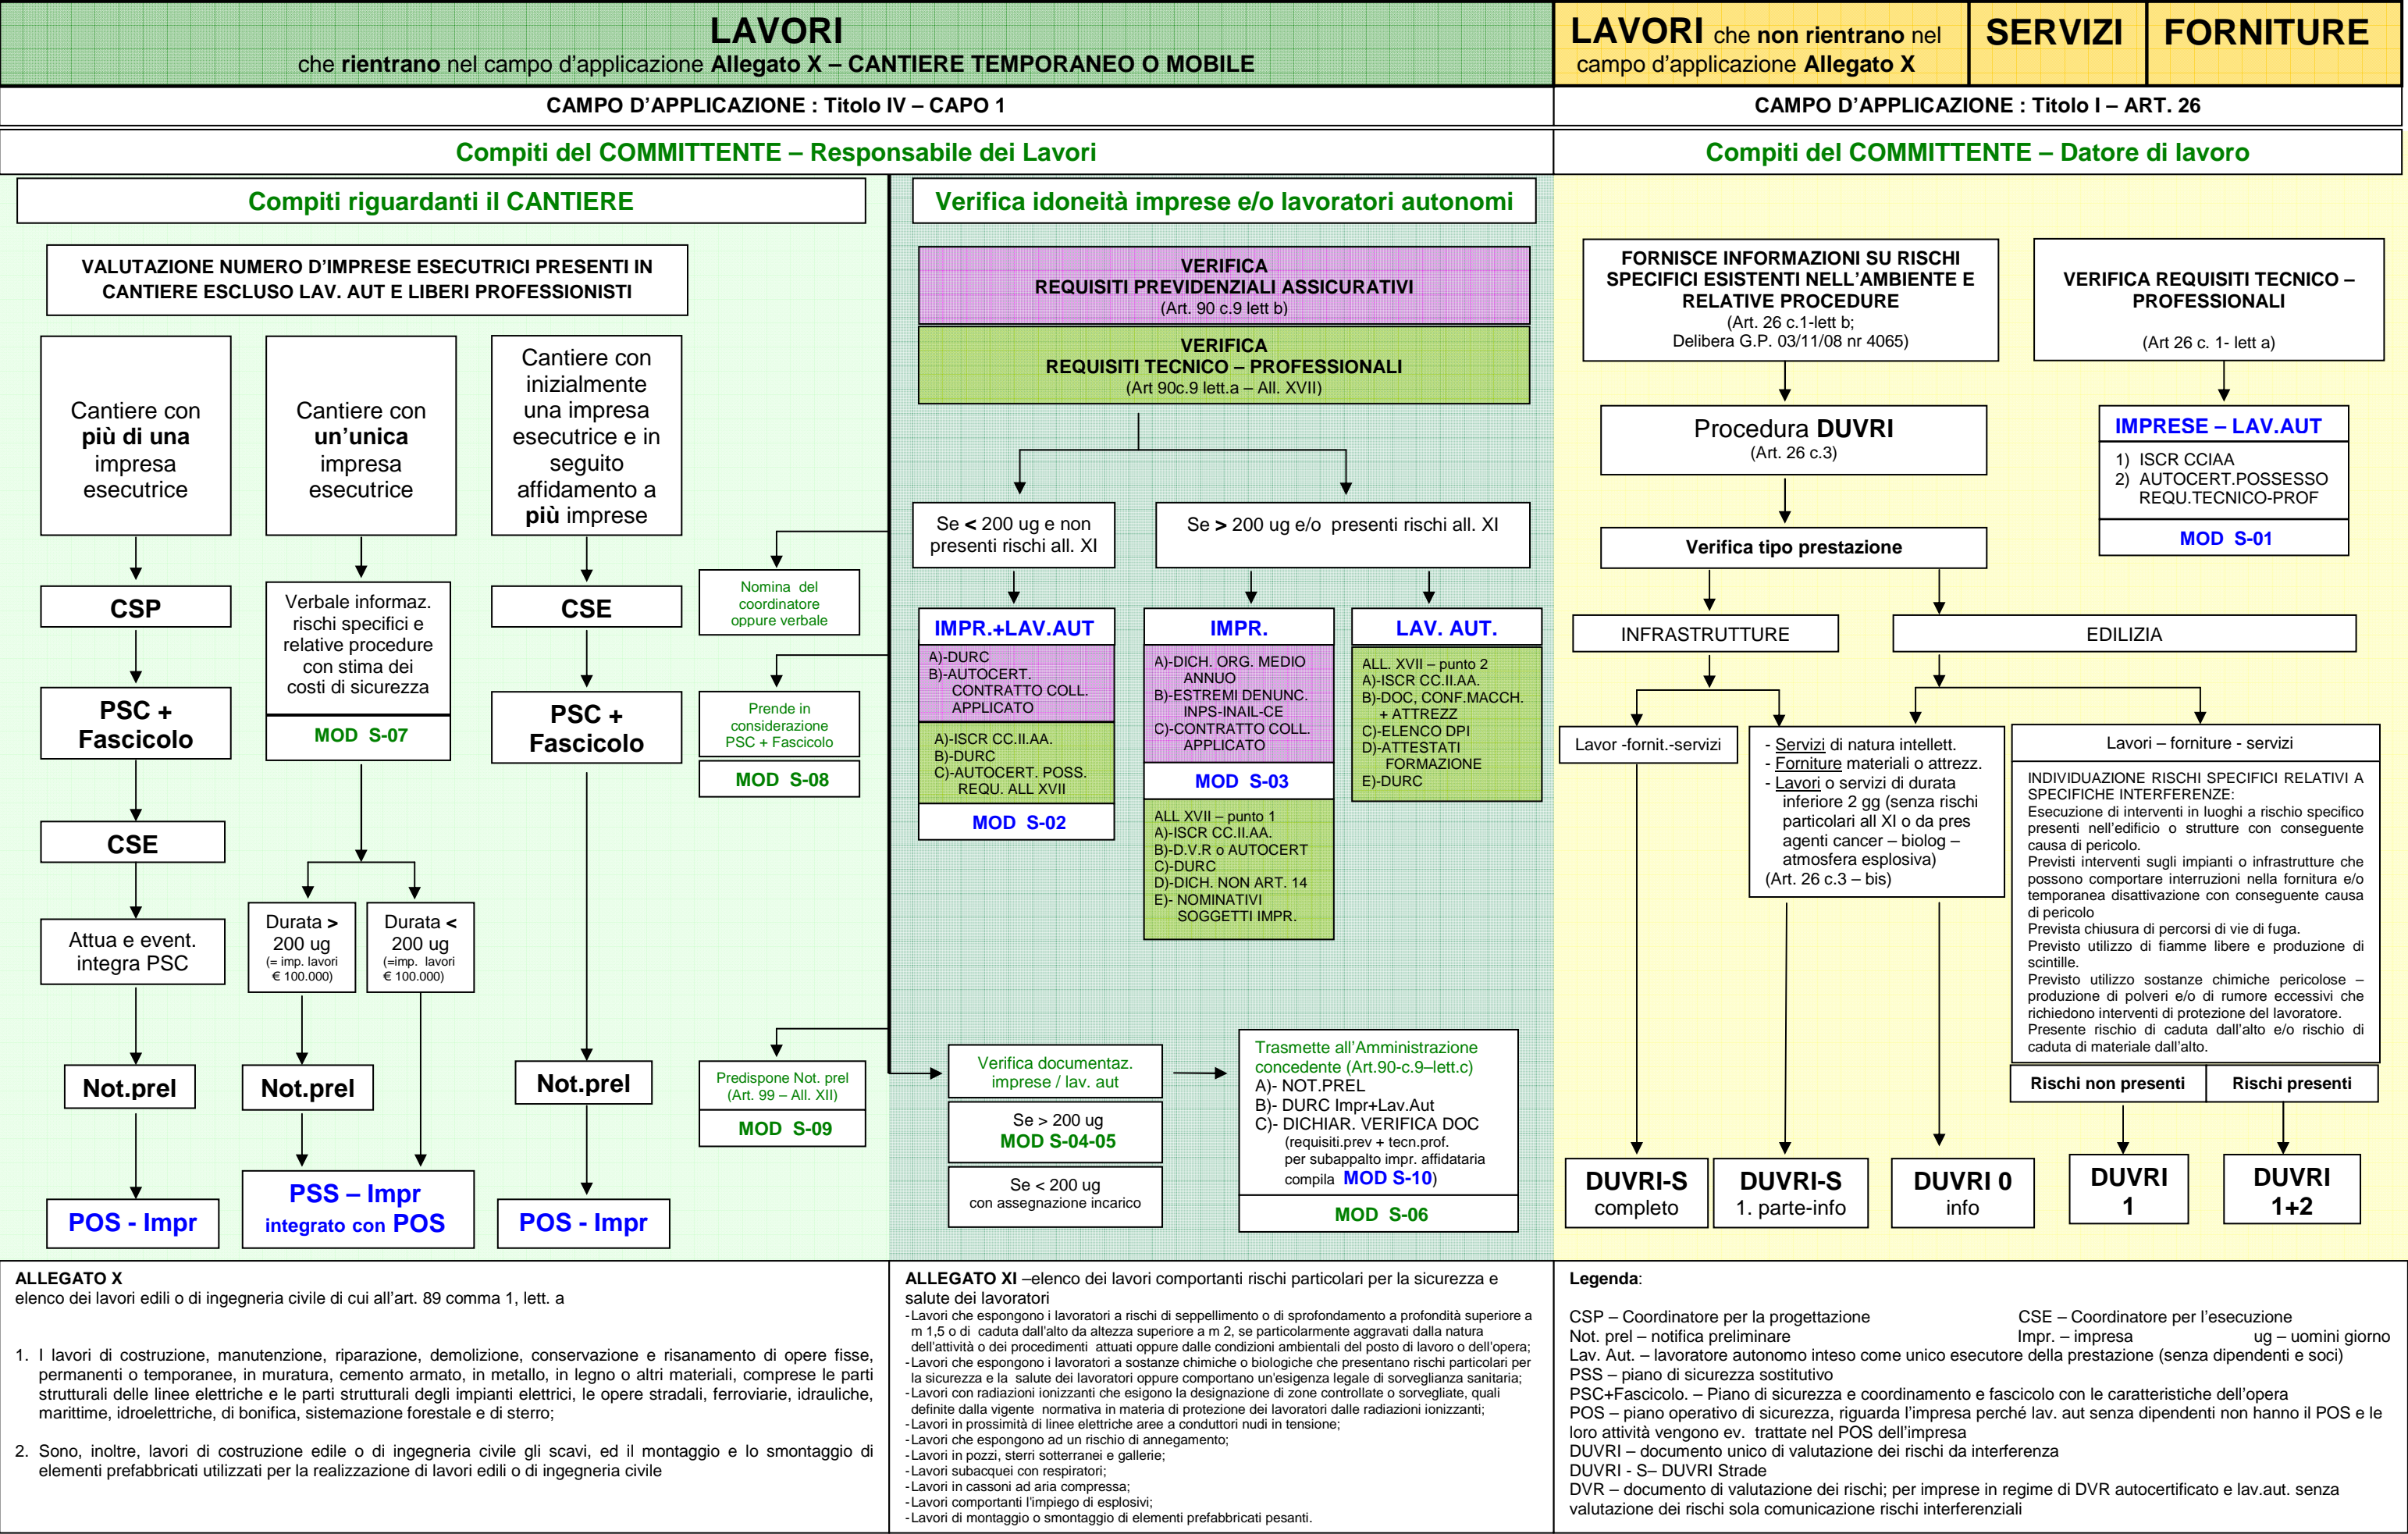 LAVORI
che rientrano nel campo d'applicazione Allegato X – CANTIERE TEMPORANEO O MOBILE
LAVORI che non rientrano nel
campo d'applicazione Allegato X
SERVIZI
FORNITURE
CAMPO D'APPLICAZIONE : Titolo IV – CAPO 1
CAMPO D'APPLICAZIONE : Titolo I – ART. 26
Compiti del COMMITTENTE – Responsabile dei Lavori
Compiti del COMMITTENTE – Datore di lavoro
Compiti riguardanti il CANTIERE
VALUTAZIONE NUMERO D'IMPRESE ESECUTRICI PRESENTI IN
CANTIERE ESCLUSO LAV. AUT E LIBERI PROFESSIONISTI
Cantiere con
più di una
impresa
esecutrice
CSP
PSC +
Fascicolo
CSE
Attua e event.
integra PSC
Not.prel
POS - Impr
Cantiere con
un'unica
impresa
esecutrice
Verbale informaz.
rischi specifici e
relative procedure
con stima dei
costi di sicurezza
MOD S-07
Durata >
200 ug
(= imp. lavori
€ 100.000)
Durata <
200 ug
(=imp. lavori
€ 100.000)
Not.prel
PSS – Impr
integrato con POS
Cantiere con
inizialmente
una impresa
esecutrice e in
seguito
affidamento a
più imprese
CSE
PSC +
Fascicolo
Not.prel
POS - Impr
Nomina del
coordinatore
oppure verbale
Prende in
considerazione
PSC + Fascicolo
MOD S-08
Predispone Not. prel
(Art. 99 – All. XII)
MOD S-09
Verifica idoneità imprese e/o lavoratori autonomi
VERIFICA
REQUISITI PREVIDENZIALI ASSICURATIVI
(Art. 90 c.9 lett b)
VERIFICA
REQUISITI TECNICO – PROFESSIONALI
(Art 90c.9 lett.a – All. XVII)
Se < 200 ug e non
presenti rischi all. XI
Se > 200 ug e/o presenti rischi all. XI
IMPR.+LAV.AUT
A)-DURC
B)-AUTOCERT.
CONTRATTO COLL.
APPLICATO
A)-ISCR CC.II.AA.
B)-DURC
C)-AUTOCERT. POSS.
REQU. ALL XVII
MOD S-02
IMPR.
A)-DICH. ORG. MEDIO
ANNUO
B)-ESTREMI DENUNC.
INPS-INAIL-CE
C)-CONTRATTO COLL.
APPLICATO
MOD S-03
ALL XVII – punto 1
A)-ISCR CC.II.AA.
B)-D.V.R o AUTOCERT
C)-DURC
D)-DICH. NON ART. 14
E)- NOMINATIVI
SOGGETTI IMPR.
LAV. AUT.
ALL. XVII – punto 2
A)-ISCR CC.II.AA.
B)-DOC, CONF.MACCH.
+ ATTREZZ
C)-ELENCO DPI
D)-ATTESTATI
FORMAZIONE
E)-DURC
Verifica documentaz.
imprese / lav. aut
Se > 200 ug
MOD S-04-05
Se < 200 ug
con assegnazione incarico
Trasmette all'Amministrazione
concedente (Art.90-c.9–lett.c)
A)- NOT.PREL
B)- DURC Impr+Lav.Aut
C)- DICHIAR. VERIFICA DOC
(requisiti.prev + tecn.prof.
per subappalto impr. affidataria
compila MOD S-10)
MOD S-06
FORNISCE INFORMAZIONI SU RISCHI
SPECIFICI ESISTENTI NELL'AMBIENTE E
RELATIVE PROCEDURE
(Art. 26 c.1-lett b;
Delibera G.P. 03/11/08 nr 4065)
VERIFICA REQUISITI TECNICO –
PROFESSIONALI
(Art 26 c. 1- lett a)
Procedura DUVRI
(Art. 26 c.3)
IMPRESE – LAV.AUT
1) ISCR CCIAA
2) AUTOCERT.POSSESSO
REQU.TECNICO-PROF
MOD S-01
Verifica tipo prestazione
INFRASTRUTTURE
EDILIZIA
Lavor -fornit.-servizi
- Servizi di natura intellett.
- Forniture materiali o attrezz.
- Lavori o servizi di durata
inferiore 2 gg (senza rischi
particolari all XI o da pres
agenti cancer – biolog –
atmosfera esplosiva)
(Art. 26 c.3 – bis)
Lavori – forniture - servizi
INDIVIDUAZIONE RISCHI SPECIFICI RELATIVI A
SPECIFICHE INTERFERENZE:
Esecuzione di interventi in luoghi a rischio specifico
presenti nell'edificio o strutture con conseguente
causa di pericolo.
Previsti interventi sugli impianti o infrastrutture che
possono comportare interruzioni nella fornitura e/o
temporanea disattivazione con conseguente causa
di pericolo
Prevista chiusura di percorsi di vie di fuga.
Previsto utilizzo di fiamme libere e produzione di
scintille.
Previsto utilizzo sostanze chimiche pericolose –
produzione di polveri e/o di rumore eccessivi che
richiedono interventi di protezione del lavoratore.
Presente rischio di caduta dall'alto e/o rischio di
caduta di materiale dall'alto.
Rischi non presenti
Rischi presenti
DUVRI-S
completo
DUVRI-S
1. parte-info
DUVRI 0
info
DUVRI
1
DUVRI
1+2
ALLEGATO X
elenco dei lavori edili o di ingegneria civile di cui all'art. 89 comma 1, lett. a
1. I lavori di costruzione, manutenzione, riparazione, demolizione, conservazione e risanamento di opere fisse,
permanenti o temporanee, in muratura, cemento armato, in metallo, in legno o altri materiali, comprese le parti
strutturali delle linee elettriche e le parti strutturali degli impianti elettrici, le opere stradali, ferroviarie, idrauliche,
marittime, idroelettriche, di bonifica, sistemazione forestale e di sterro;
2. Sono, inoltre, lavori di costruzione edile o di ingegneria civile gli scavi, ed il montaggio e lo smontaggio di
elementi prefabbricati utilizzati per la realizzazione di lavori edili o di ingegneria civile
ALLEGATO XI –elenco dei lavori comportanti rischi particolari per la sicurezza e
salute dei lavoratori
-Lavori che espongono i lavoratori a rischi di seppellimento o di sprofondamento a profondità superiore a
m 1,5 o di caduta dall'alto da altezza superiore a m 2, se particolarmente aggravati dalla natura
dell'attività o dei procedimenti attuati oppure dalle condizioni ambientali del posto di lavoro o dell'opera;
-Lavori che espongono i lavoratori a sostanze chimiche o biologiche che presentano rischi particolari per
la sicurezza e la salute dei lavoratori oppure comportano un'esigenza legale di sorveglianza sanitaria;
-Lavori con radiazioni ionizzanti che esigono la designazione di zone controllate o sorvegliate, quali
definite dalla vigente normativa in materia di protezione dei lavoratori dalle radiazioni ionizzanti;
-Lavori in prossimità di linee elettriche aree a conduttori nudi in tensione;
-Lavori che espongono ad un rischio di annegamento;
-Lavori in pozzi, sterri sotterranei e gallerie;
-Lavori subacquei con respiratori;
-Lavori in cassoni ad aria compressa;
-Lavori comportanti l'impiego di esplosivi;
-Lavori di montaggio o smontaggio di elementi prefabbricati pesanti.
Legenda:
CSP – Coordinatore per la progettazione CSE – Coordinatore per l'esecuzione
Not. prel – notifica preliminare Impr. – impresa ug – uomini giorno
Lav. Aut. – lavoratore autonomo inteso come unico esecutore della prestazione (senza dipendenti e soci)
PSS – piano di sicurezza sostitutivo
PSC+Fascicolo. – Piano di sicurezza e coordinamento e fascicolo con le caratteristiche dell'opera
POS – piano operativo di sicurezza, riguarda l'impresa perché lav. aut senza dipendenti non hanno il POS e le
loro attività vengono ev. trattate nel POS dell'impresa
DUVRI – documento unico di valutazione dei rischi da interferenza
DUVRI - S– DUVRI Strade
DVR – documento di valutazione dei rischi; per imprese in regime di DVR autocertificato e lav.aut. senza
valutazione dei rischi sola comunicazione rischi interferenziali